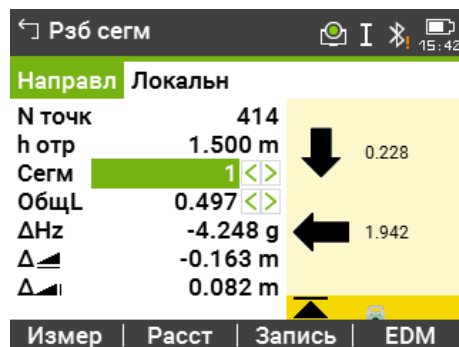 Рзб сегм I 15:42
Направл Локальн
N точк 414
h отр 1.500 m
0.228
Сегм 1 < >
ОбщL 0.497 < >
ΔHz -4.248 g
1.942
Δ -0.163 m
Δ 0.082 m
Измер | Расст | Запись | EDM